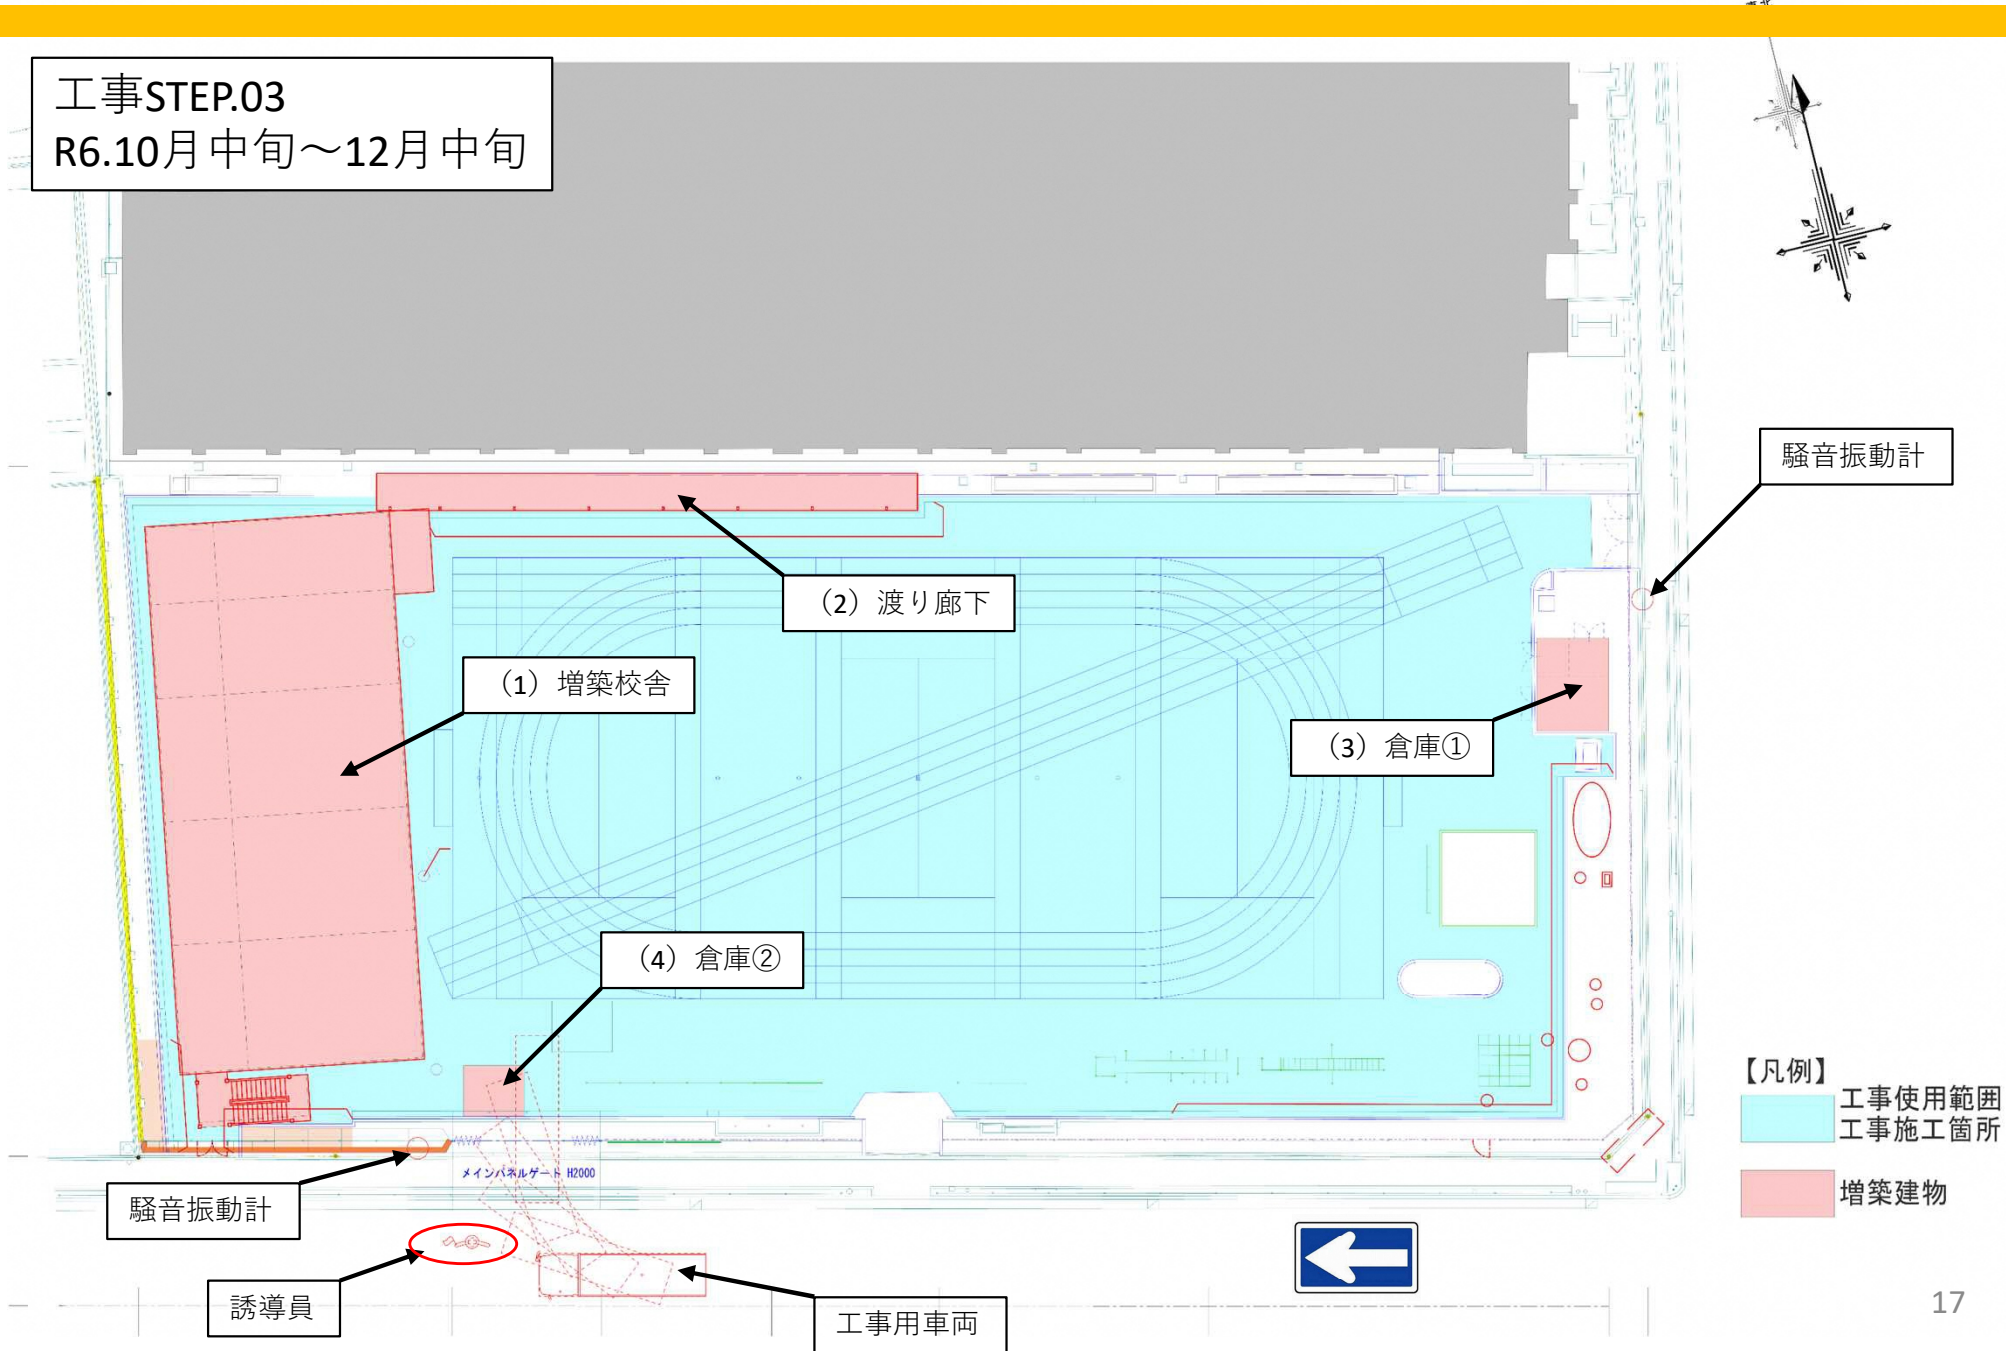 工事STEP.03
R6.10月中旬～12月中旬
騒音振動計
（2）渡り廊下
（1）増築校舎
（3）倉庫①
（4）倉庫②
メインパネルゲート H2000
騒音振動計
誘導員
工事用車両
【凡例】
工事使用範囲
工事施工箇所
増築建物
17